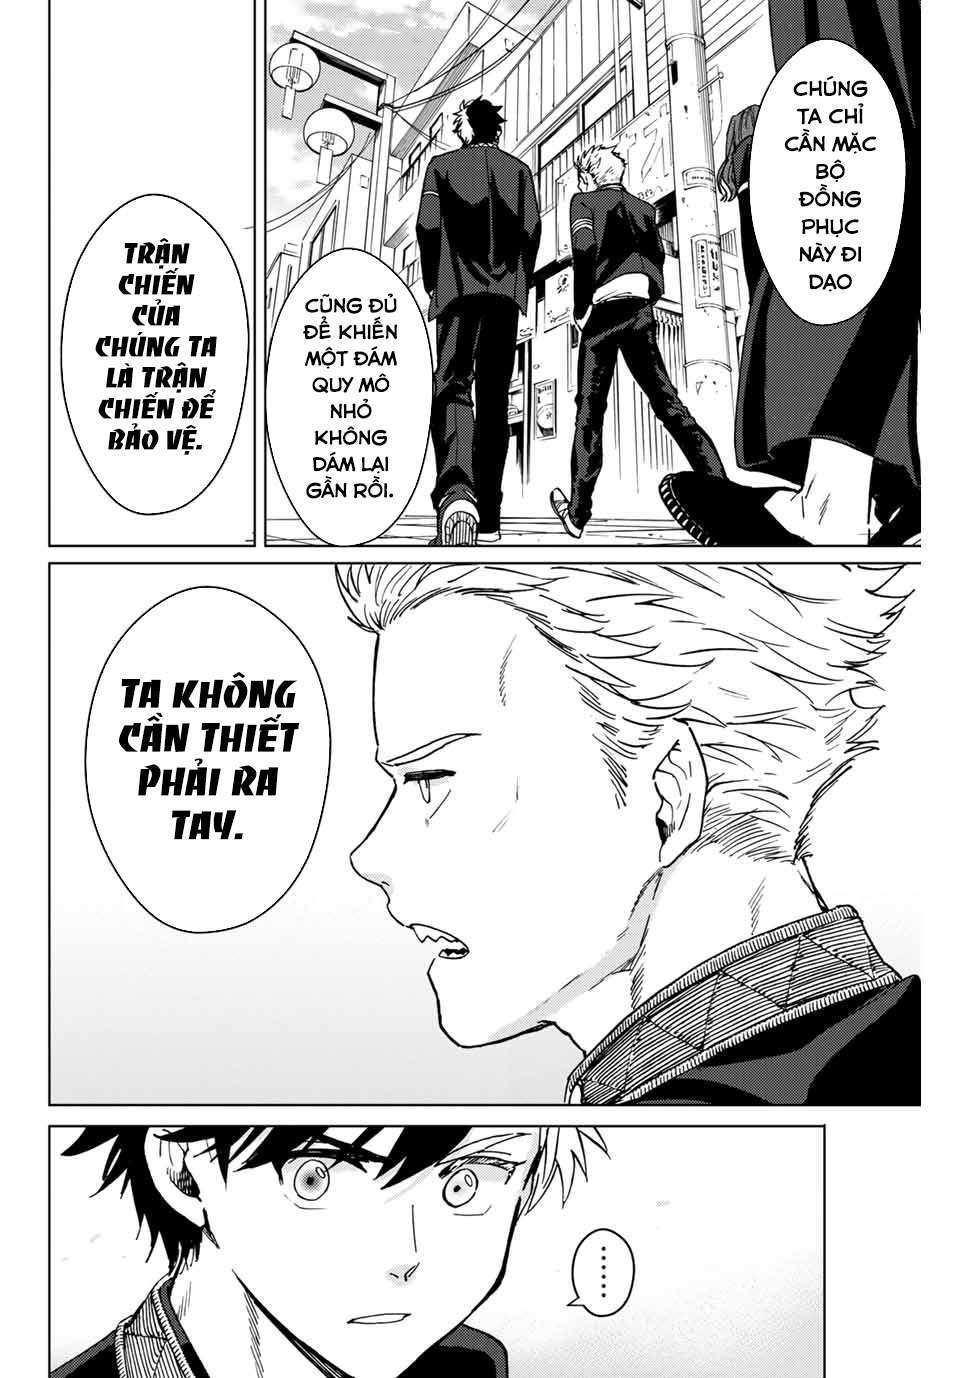 CHÚNG
TA CHỈ
CẦN MẶC
BỘ
ĐỒNG
PHỤC
NÀY ĐI
DẠO
CŨNG ĐỦ
ĐỂ KHIẾN
MỘT ĐÁM
QUY MÔ
NHỎ
KHÔNG
DÁM LẠI
GẦN RỒI.
TRẬN
CHIẾN
CỦA
CHÚNG TA
LÀ TRẬN
CHIẾN ĐỂ
BẢO VỆ.
TA KHÔNG
CẦN THIẾT
PHẢI RA
TAY.
......